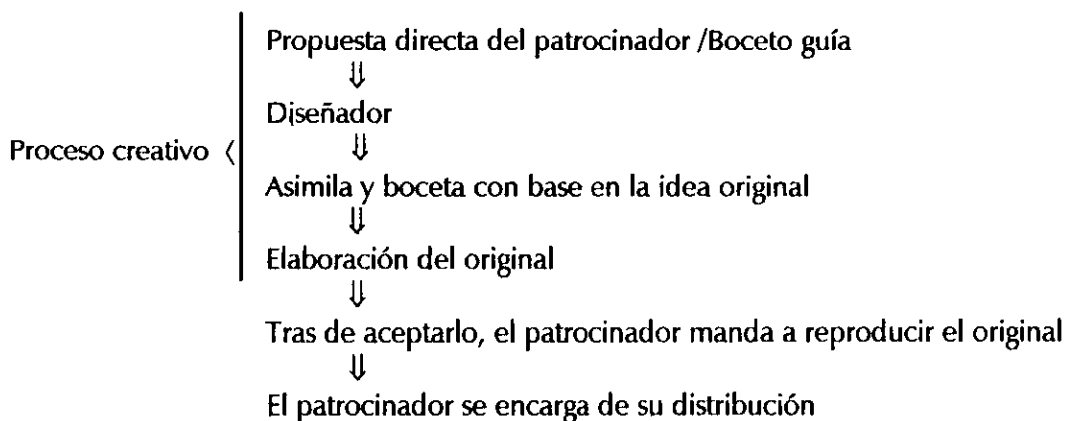 Propuesta directa del patrocinador /Boceto guía
⇓
Diseñador
Proceso creativo ⟨
⇓
Asimila y boceta con base en la idea original
⇓
Elaboración del original
⇓
Tras de aceptarlo, el patrocinador manda a reproducir el original
⇓
El patrocinador se encarga de su distribución